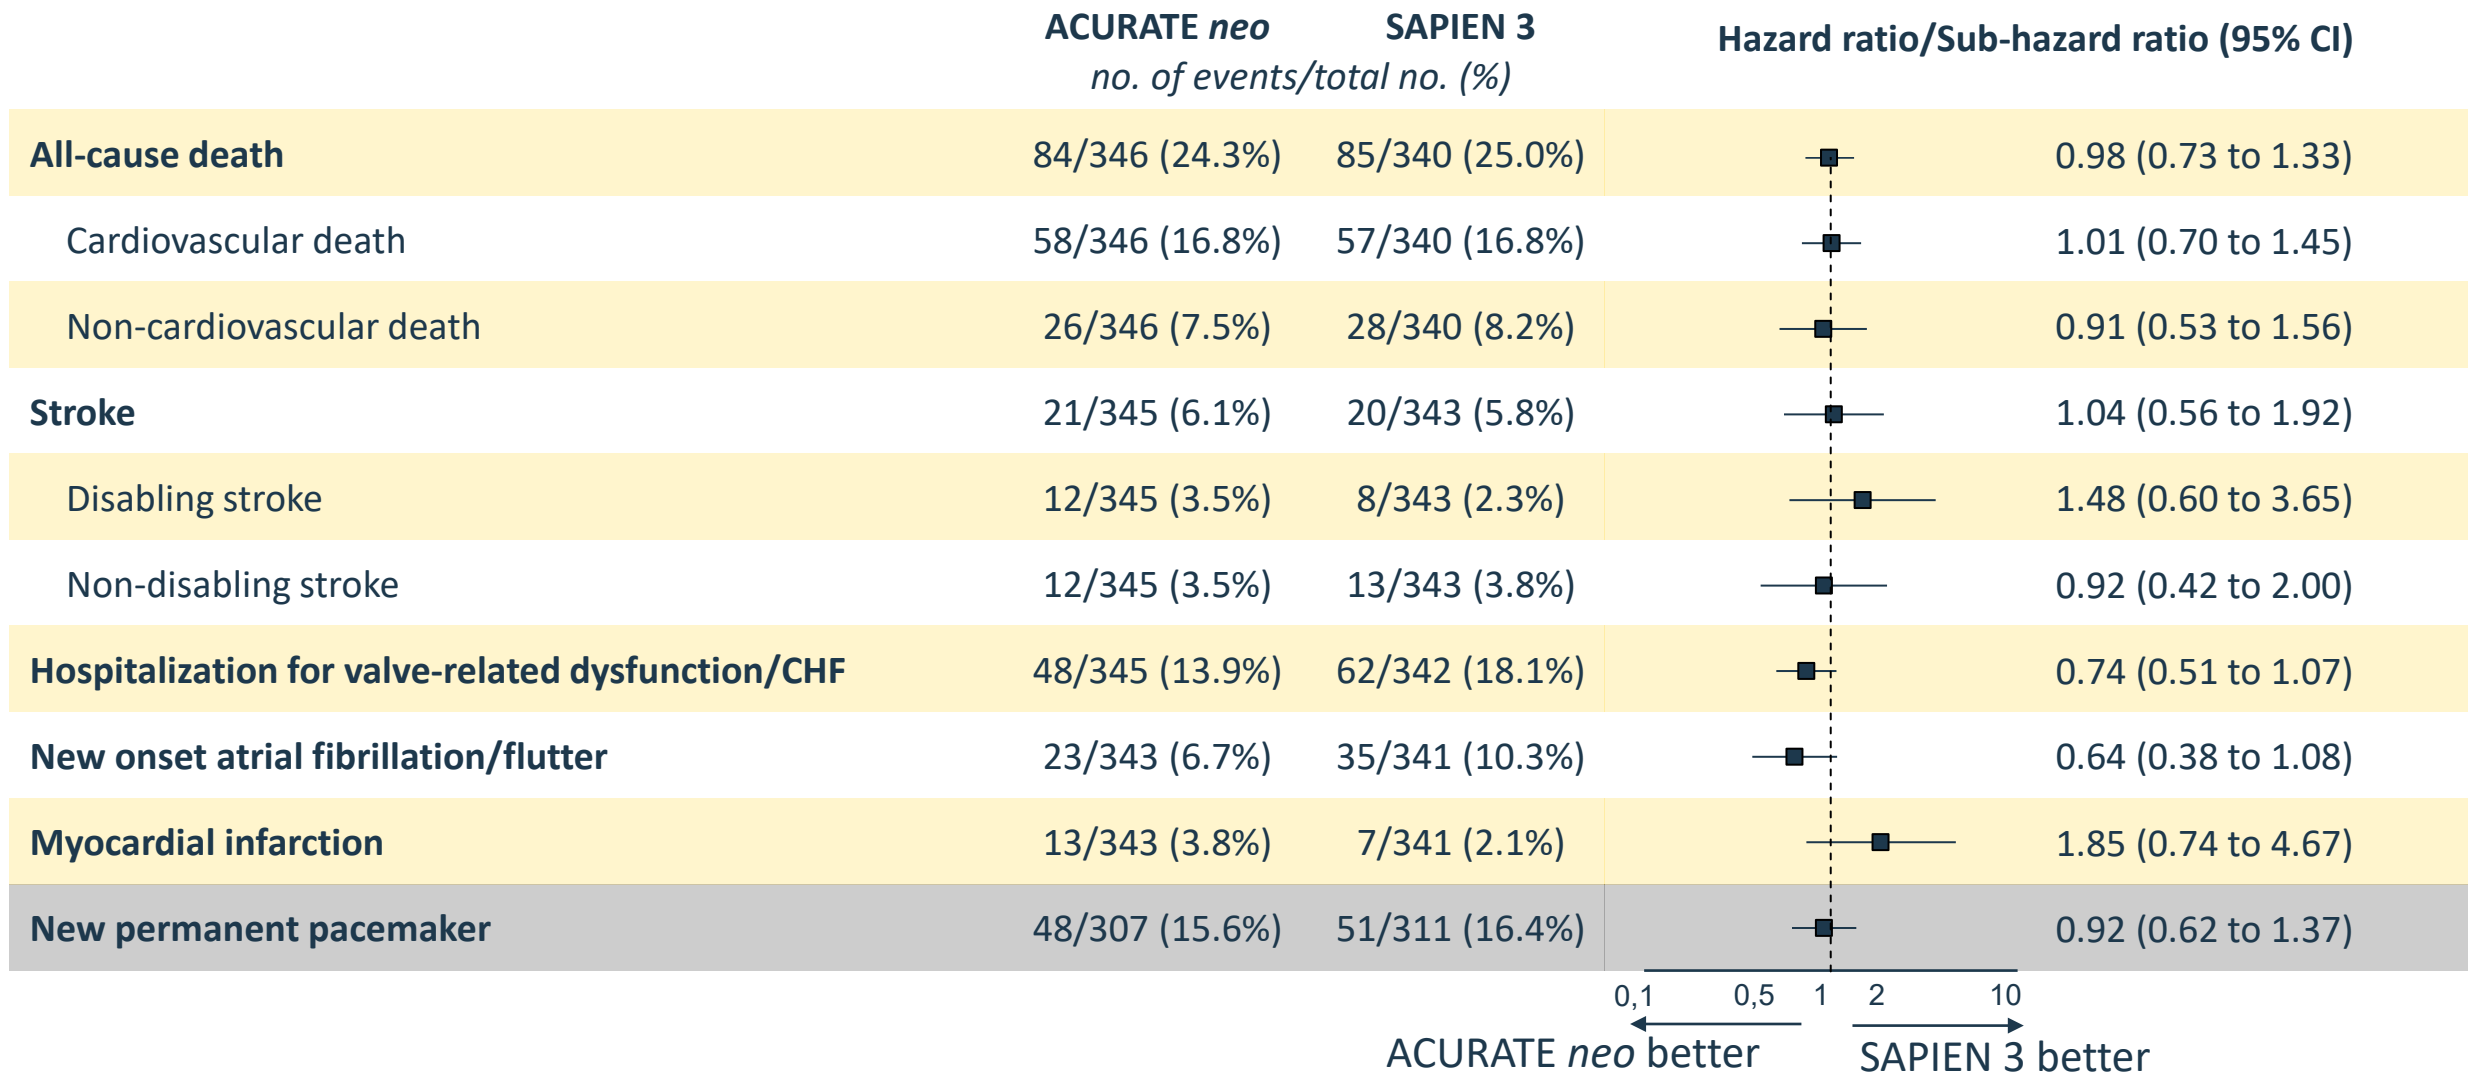 ACURATE neo SAPIEN 3 Hazard ratio/Sub-hazard ratio (95% CI)
no. of events/total no. (%)
All-cause death 84/346 (24.3%) 85/340 (25.0%) 0.98 (0.73 to 1.33)
Cardiovascular death 58/346 (16.8%) 57/340 (16.8%) 1.01 (0.70 to 1.45)
Non-cardiovascular death 26/346 (7.5%) 28/340 (8.2%) 0.91 (0.53 to 1.56)
Stroke 21/345 (6.1%) 20/343 (5.8%) 1.04 (0.56 to 1.92)
Disabling stroke 12/345 (3.5%) 8/343 (2.3%) 1.48 (0.60 to 3.65)
Non-disabling stroke 12/345 (3.5%) 13/343 (3.8%) 0.92 (0.42 to 2.00)
Hospitalization for valve-related dysfunction/CHF 48/345 (13.9%) 62/342 (18.1%) 0.74 (0.51 to 1.07)
New onset atrial fibrillation/flutter 23/343 (6.7%) 35/341 (10.3%) 0.64 (0.38 to 1.08)
Myocardial infarction 13/343 (3.8%) 7/341 (2.1%) 1.85 (0.74 to 4.67)
New permanent pacemaker 48/307 (15.6%) 51/311 (16.4%) 0.92 (0.62 to 1.37)
0,1 0,5 1 2 10
ACURATE neo better SAPIEN 3 better